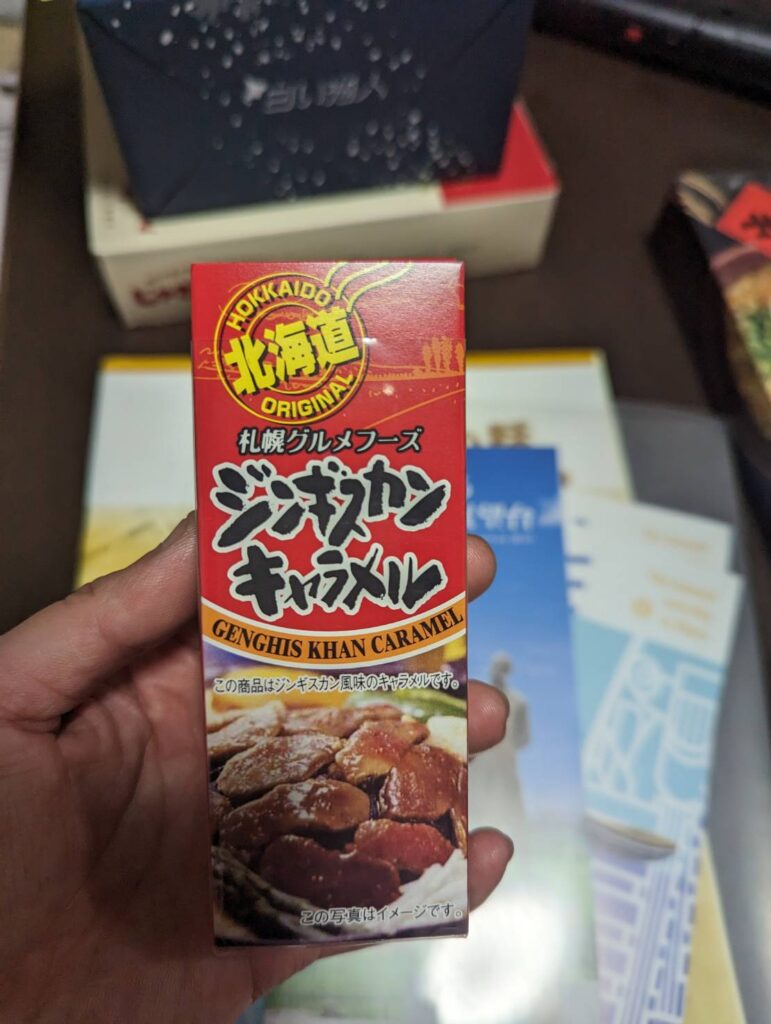 白い恋人
HOKKAIDO
北海道
ORIGINAL
札幌グルメフーズ
ジンギスカン
キャラメル
GENGHIS KHAN CARAMEL
この商品はジンギスカン風味のキャラメルです。
この写真はイメージです。